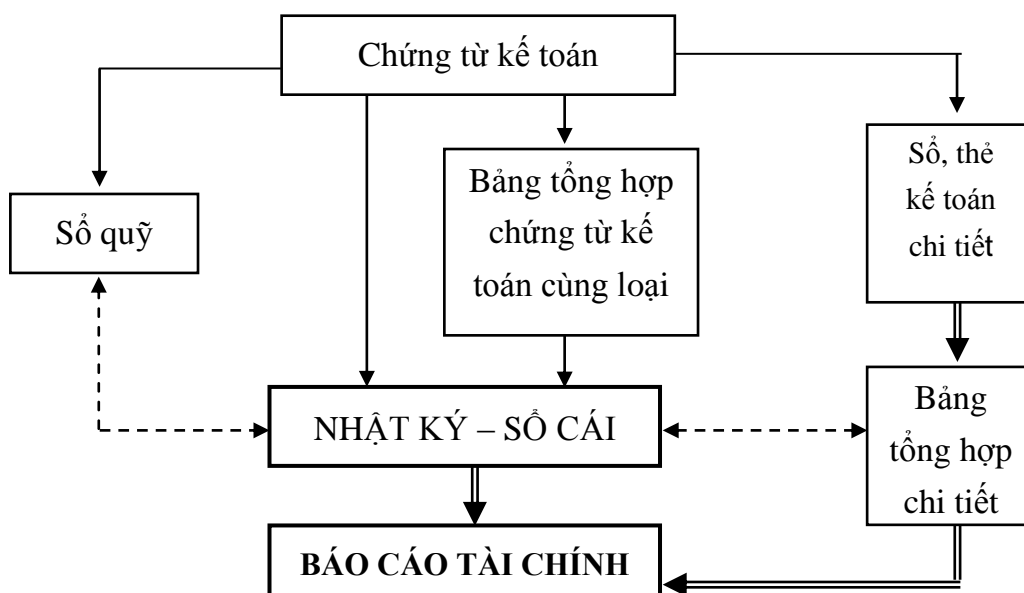 Chứng từ kế toán
Sổ quỹ
Bảng tổng hợp
chứng từ kế
toán cùng loại
Sổ, thẻ
kế toán
chi tiết
NHẬT KÝ – SỔ CÁI
Bảng
tổng hợp
chi tiết
BÁO CÁO TÀI CHÍNH